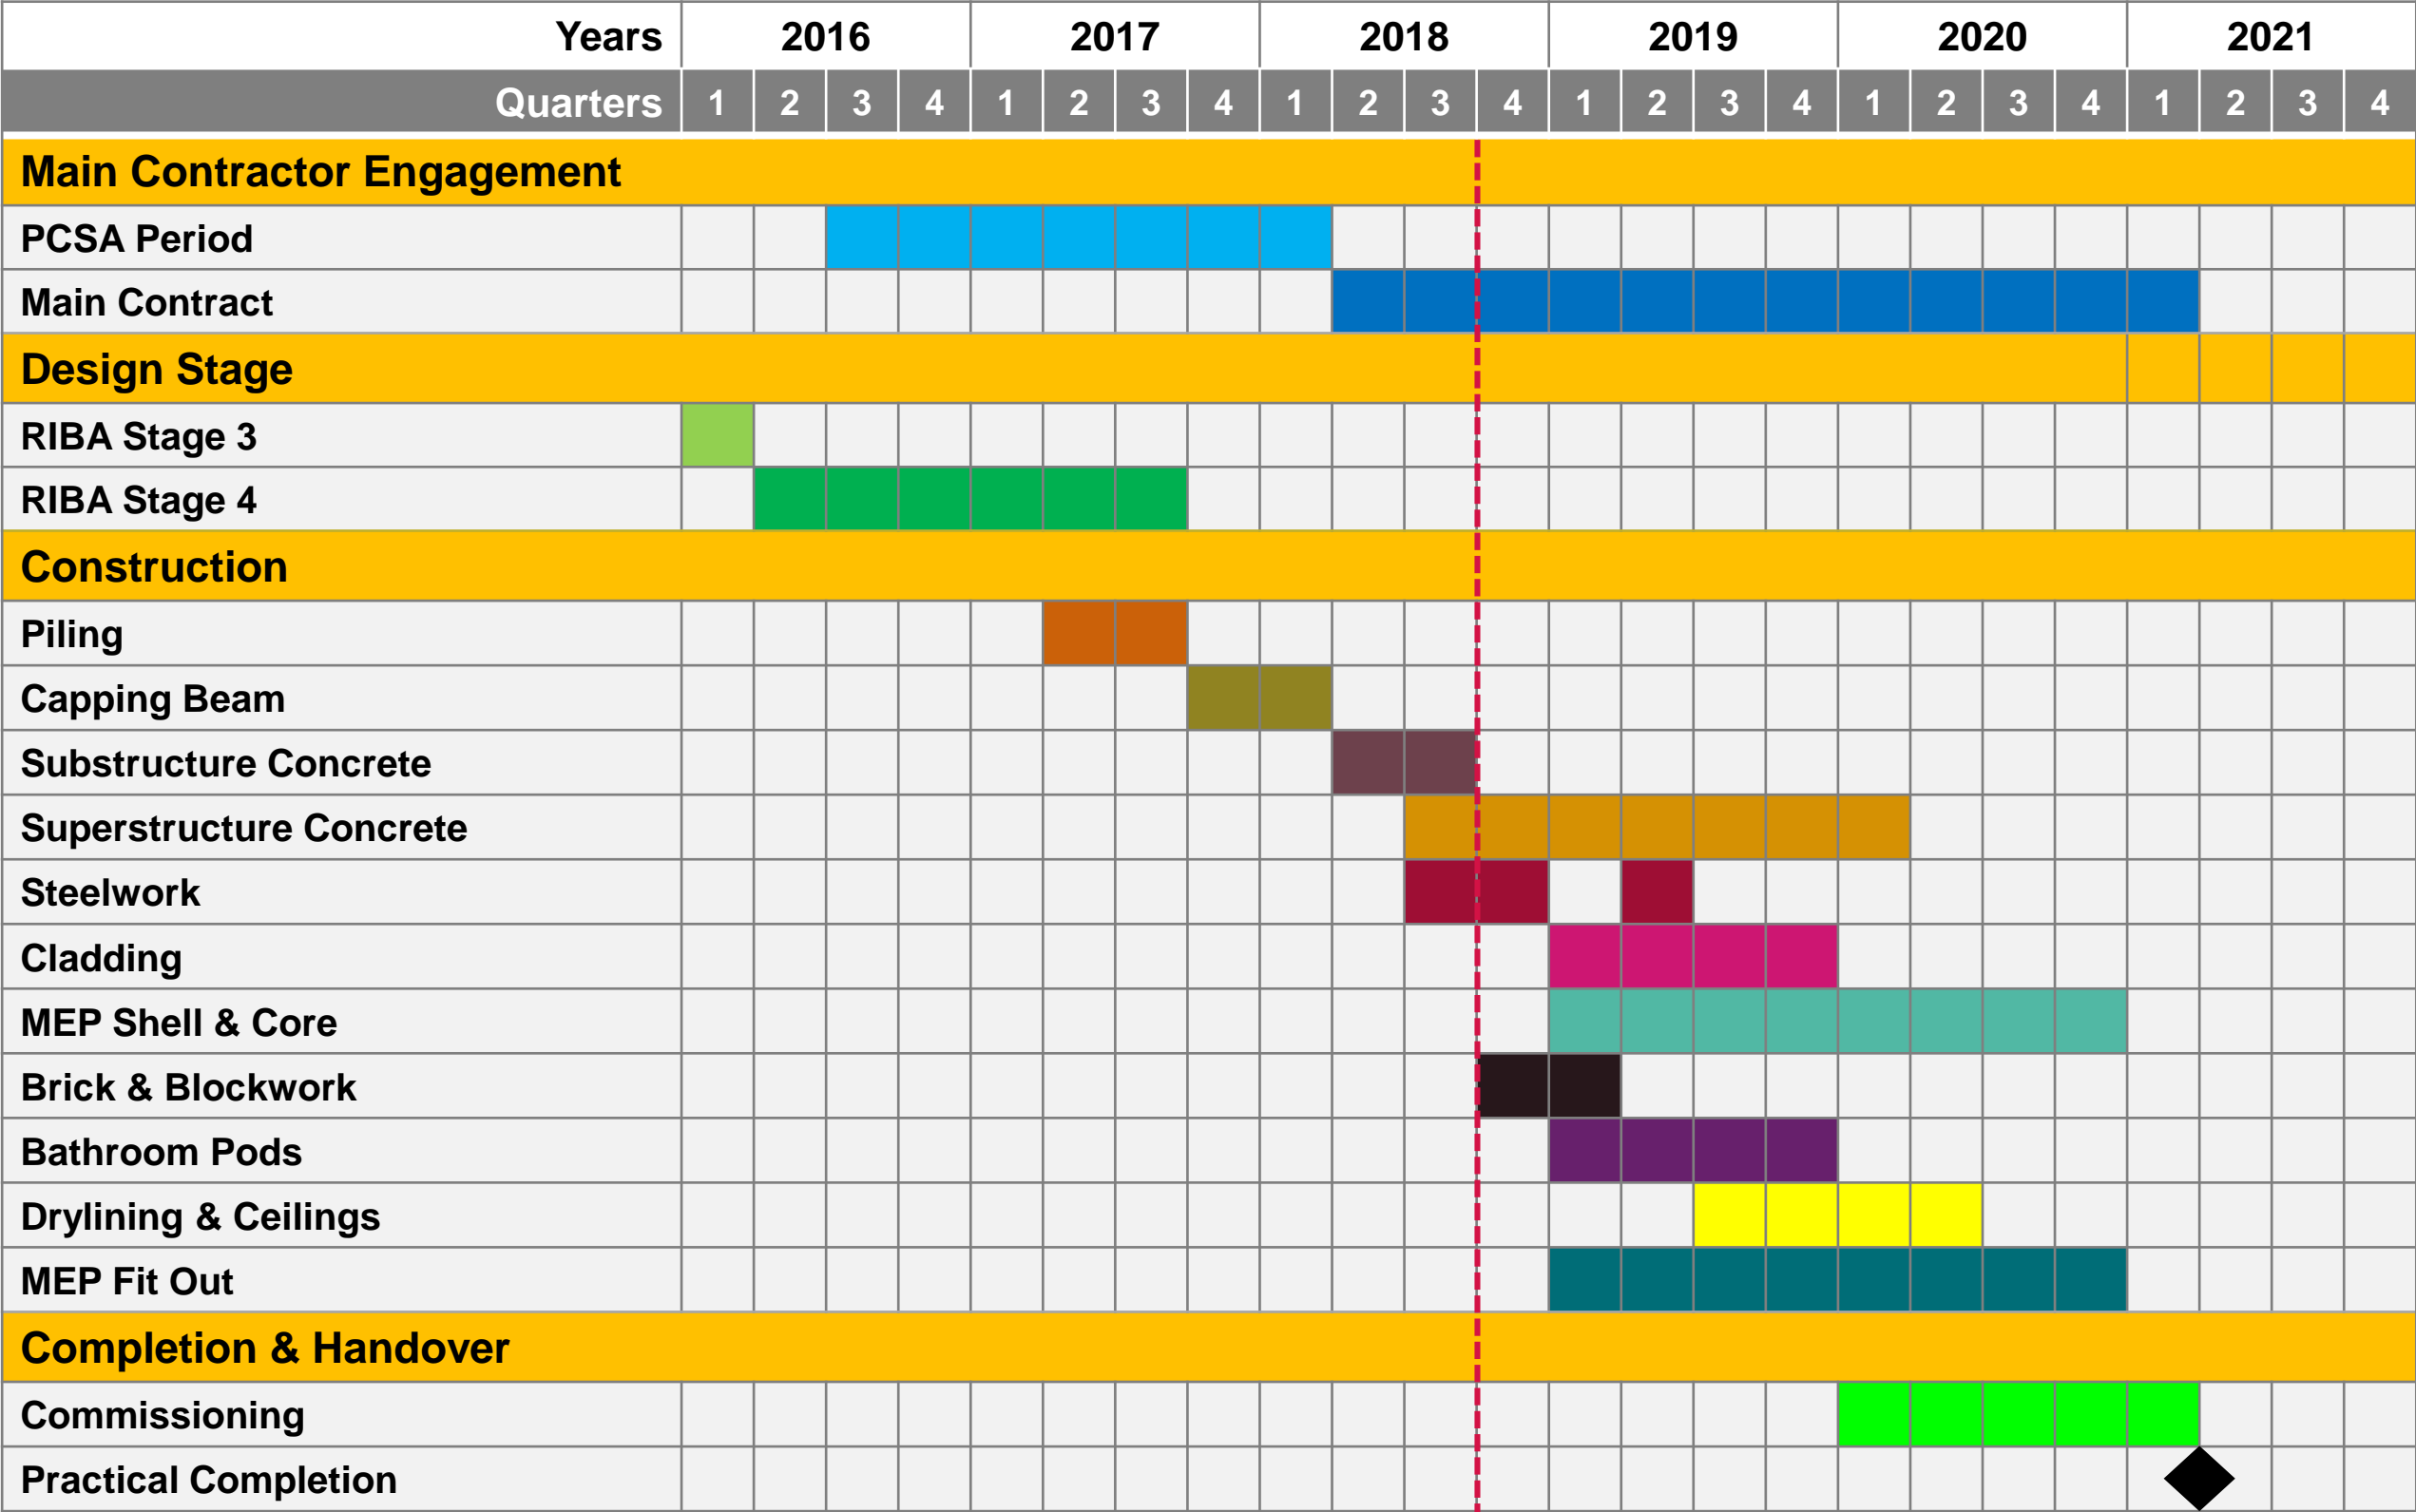 Years 2016 2017 2018 2019 2020 2021
Quarters 1 2 3 4 1 2 3 4 1 2 3 4 1 2 3 4 1 2 3 4 1 2 3 4
Main Contractor Engagement
PCSA Period
Main Contract
Design Stage
RIBA Stage 3
RIBA Stage 4
Construction
Piling
Capping Beam
Substructure Concrete
Superstructure Concrete
Steelwork
Cladding
MEP Shell & Core
Brick & Blockwork
Bathroom Pods
Drylining & Ceilings
MEP Fit Out
Completion & Handover
Commissioning
Practical Completion